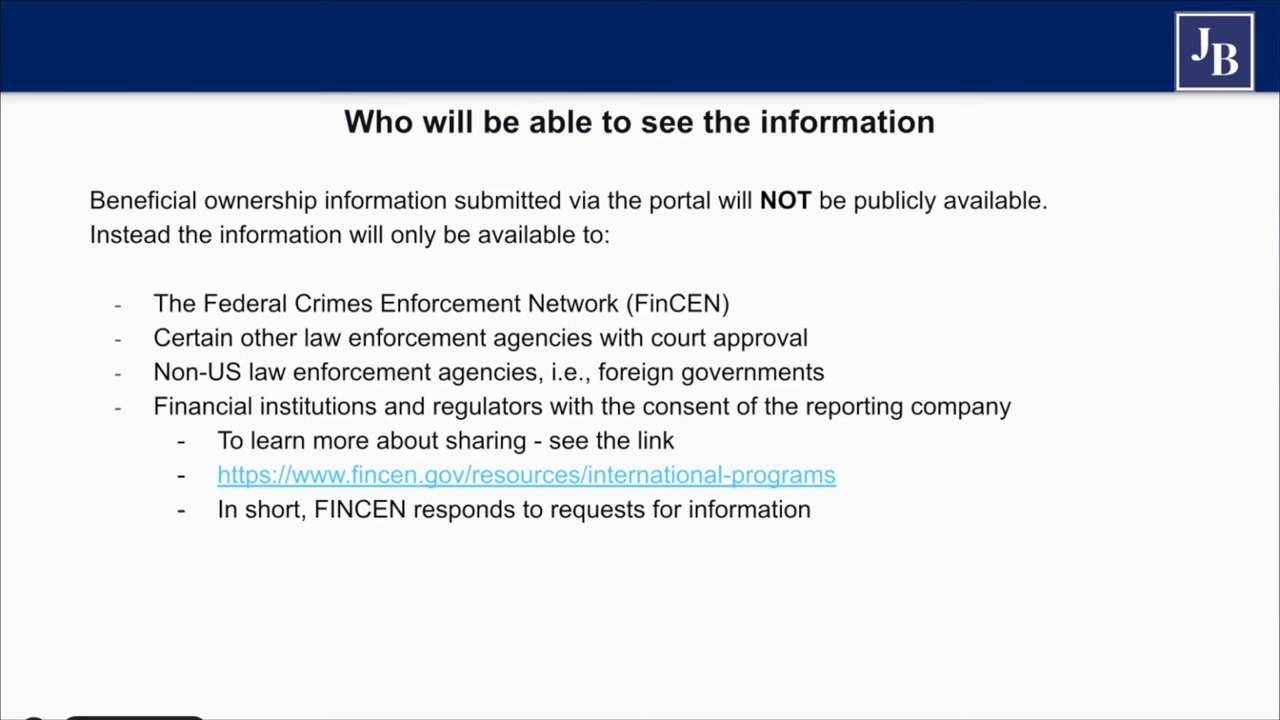 JB
Who will be able to see the information
Beneficial ownership information submitted via the portal will NOT be publicly available.
Instead the information will only be available to:
- The Federal Crimes Enforcement Network (FinCEN)
- Certain other law enforcement agencies with court approval
- Non-US law enforcement agencies, i.e., foreign governments
- Financial institutions and regulators with the consent of the reporting company
- To learn more about sharing - see the link
- https://www.fincen.gov/resources/international-programs
- In short, FINCEN responds to requests for information